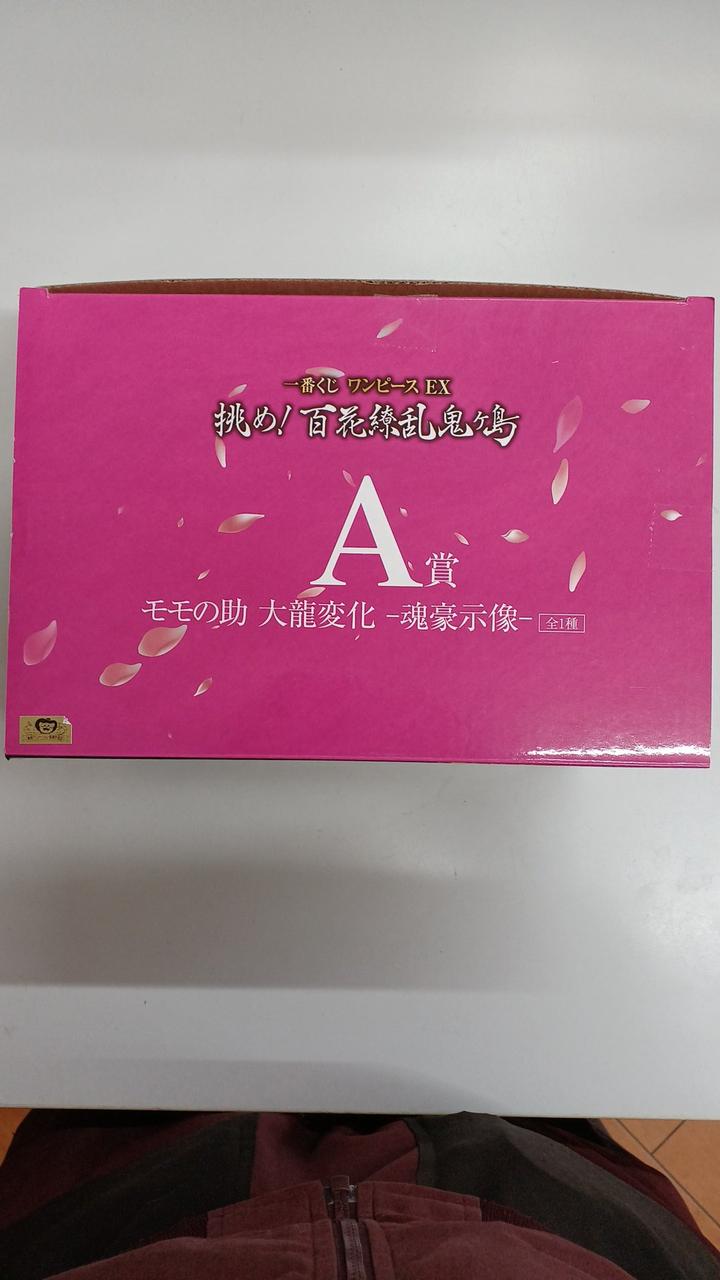 一番くじ ワンピース EX
挑め!百花繚乱鬼ヶ島
A賞
モモの助 大龍変化 -魂豪示像- 全1種